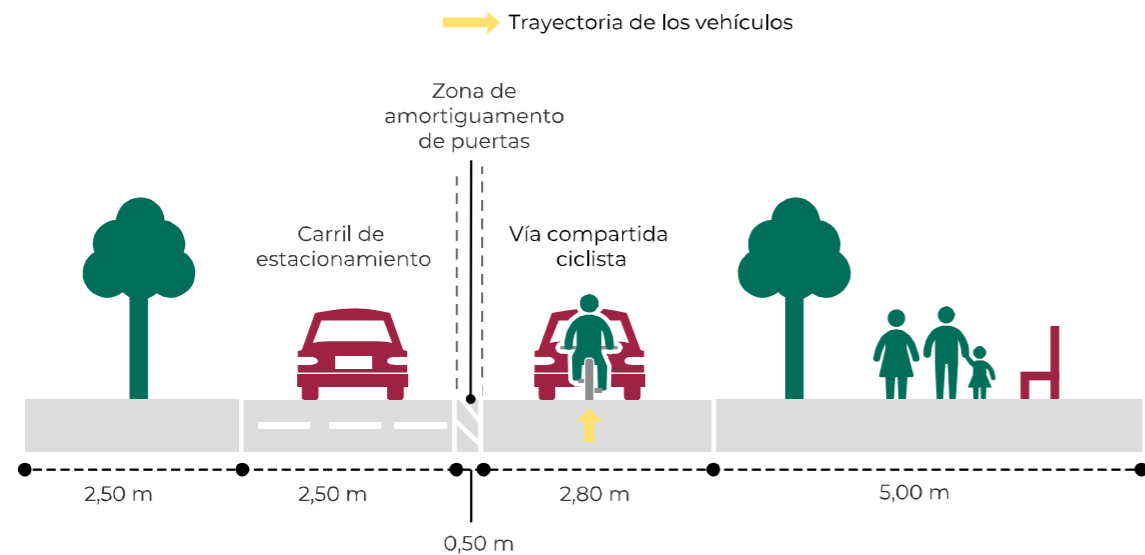 Trayectoria de los vehículos
Zona de
amortiguamento
de puertas
Carril de
estacionamiento
Vía compartida
ciclista
2,50 m
2,50 m
0,50 m
2,80 m
5,00 m